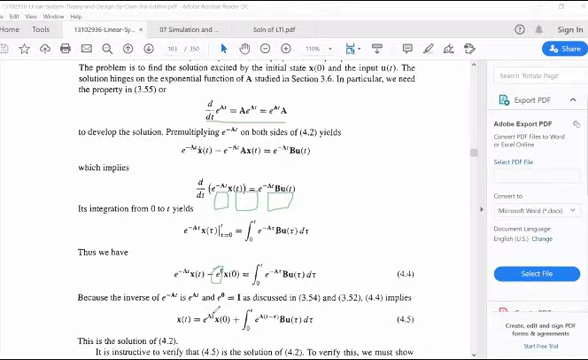 13102936-Linear-Sy...
07 Simulation and ...
Soln of LTI.pdf
Home Tools
Edit View Window Help
103 / 350
110%
Share
The problem is to find the solution excited by the initial state x(0) and the input u(t). The
solution hinges on the exponential function of A studied in Section 3.6. In particular, we need
the property in (3.55) or
d/dt e^{At} = Ae^{At} = e^{At}A
to develop the solution. Premultiplying e^{−At} on both sides of (4.2) yields
e^{−At}ẋ(t) − e^{−At}Ax(t) = e^{−At}Bu(t)
which implies
d/dt (e^{−At}x(t)) = e^{−At}Bu(t)
Its integration from 0 to t yields
e^{−Aτ}x(τ)|^t_{τ=0} = ∫_0^t e^{−Aτ}Bu(τ) dτ
Thus we have
e^{−At}x(t) − e^0x(0) = ∫_0^t e^{−Aτ}Bu(τ) dτ (4.4)
Because the inverse of e^{−At} is e^{At} and e^0 = I as discussed in (3.54) and (3.52), (4.4) implies
x(t) = e^{At}x(0) + ∫_0^t e^{A(t−τ)}Bu(τ) dτ (4.5)
This is the solution of (4.2).
It is instructive to verify that (4.5) is the solution of (4.2). To verify this, we must show
Search 'Rotate Page'
Export PDF
Adobe Export PDF
Convert PDF Files to Word
or Excel Online
Select PDF File
Convert to
Microsoft Word (*.docx)
Document Language:
English (U.S.) Change
Select File
Create, edit and sign PDF
forms & agreements
Start Free Trial